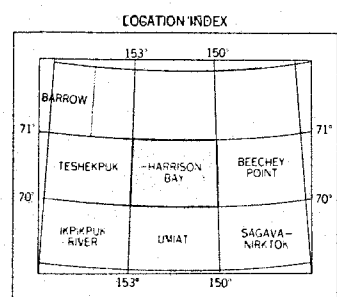 LOCATION INDEX
153° 150°
BARROW
71° 71°
TESHEKPUK HARRISON BAY BEECHEY POINT
70° 70°
IKPIKPUK RIVER UMIAT SAGAVA-NIRKTOK
153° 150°